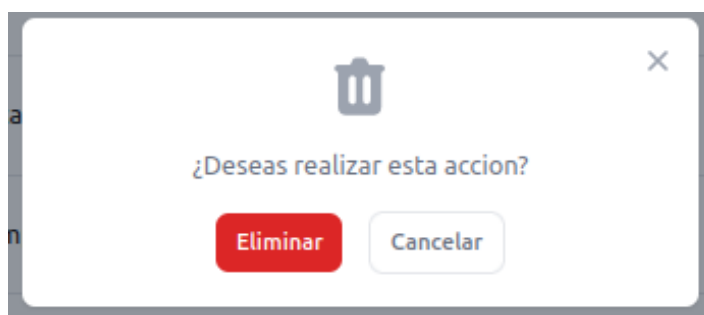 a
¿Deseas realizar esta accion?
m
Eliminar
Cancelar